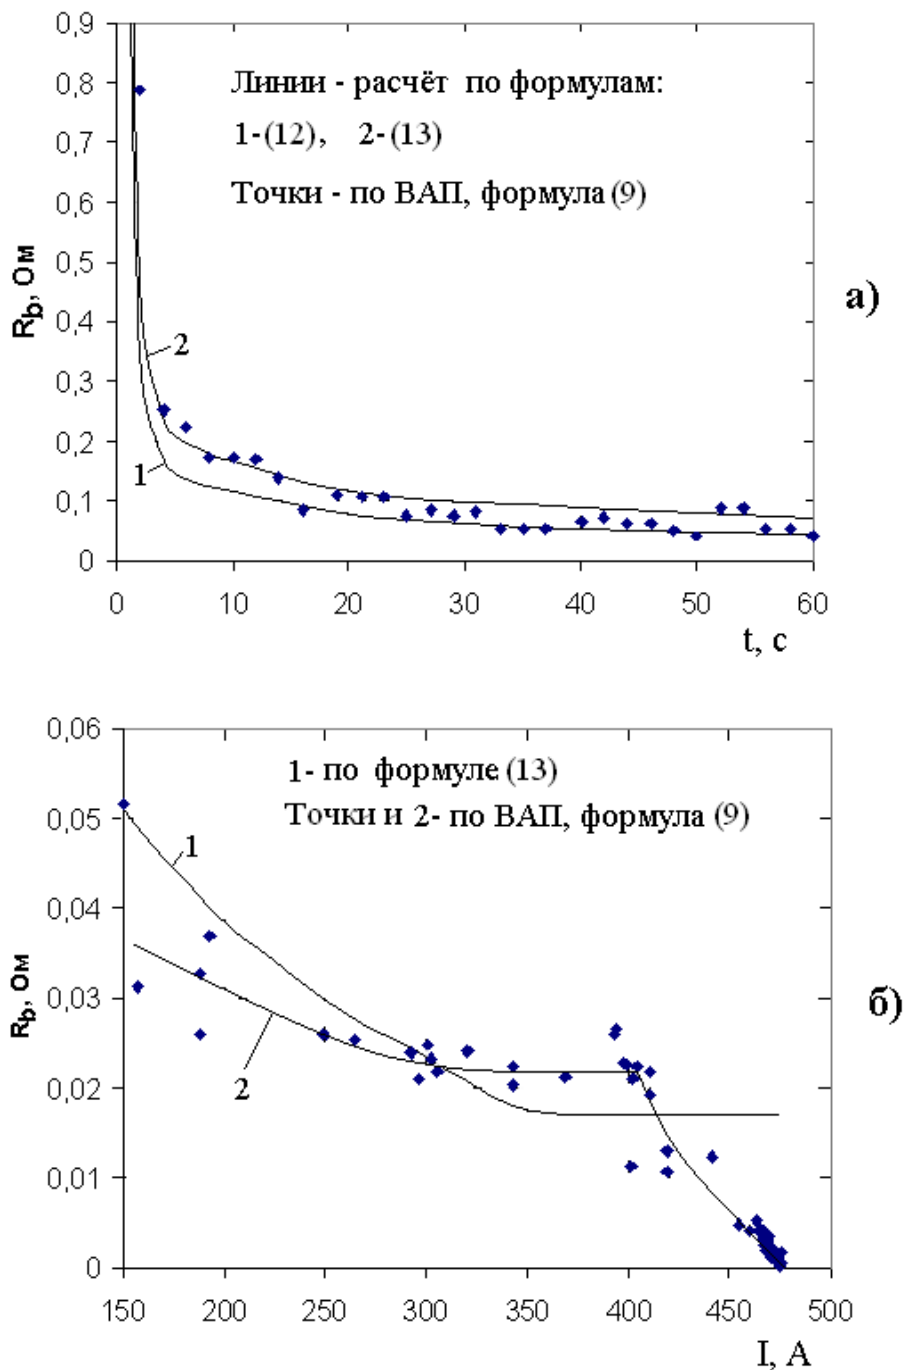 0,9
0,8
0,7
0,6
0,5
0,4
0,3
0,2
0,1
0
Rb, Ом
Линии - расчёт по формулам:
1-(12), 2-(13)
Точки - по ВАП, формула (9)
2
1
0 10 20 30 40 50 60
t, с
а)
0,06
0,05
0,04
0,03
0,02
0,01
0
Rb, Ом
1- по формуле (13)
Точки и 2- по ВАП, формула (9)
1
2
150 200 250 300 350 400 450 500
I, А
б)